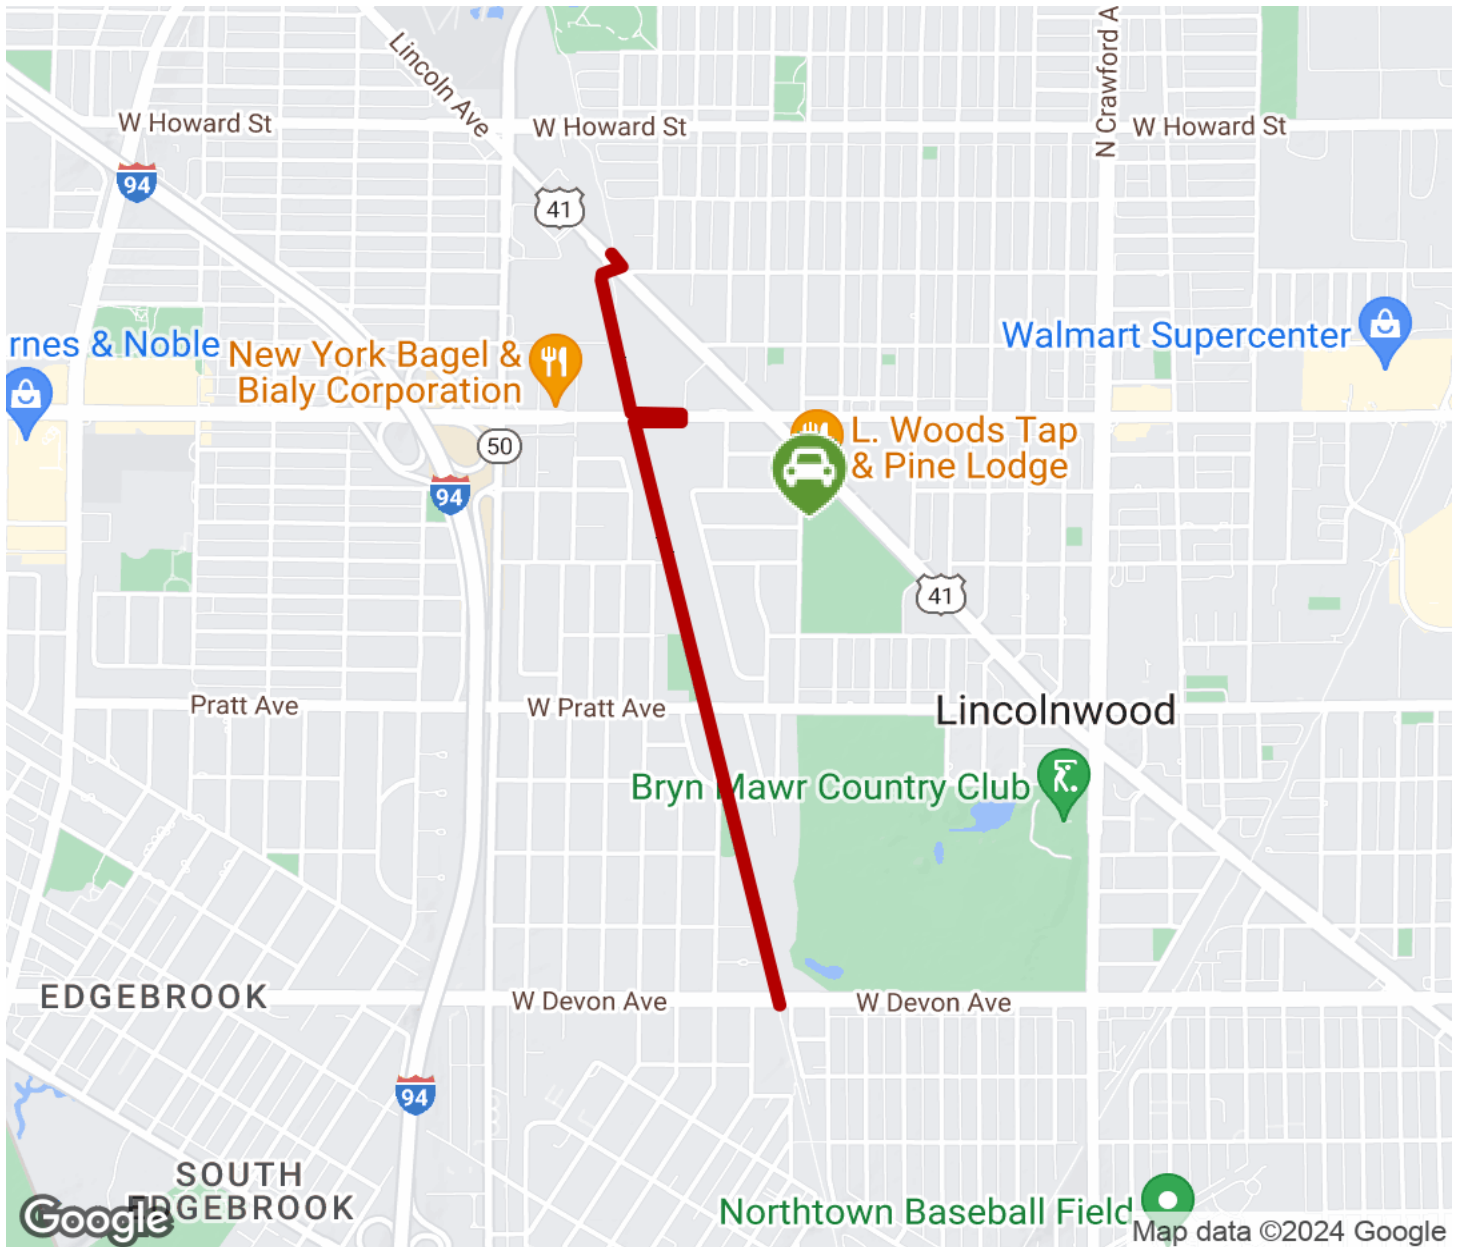 Lincoln Ave
N Crawford A
W Howard St
W Howard St
W Howard St
94
41
rnes & Noble
New York Bagel &
Bialy Corporation
Walmart Supercenter
50
L. Woods Tap
& Pine Lodge
94
41
Pratt Ave
W Pratt Ave
Lincolnwood
Bryn Mawr Country Club
EDGEBROOK
W Devon Ave
W Devon Ave
94
SOUTH
EDGEBROOK
Northtown Baseball Field
Google
Map data ©2024 Google